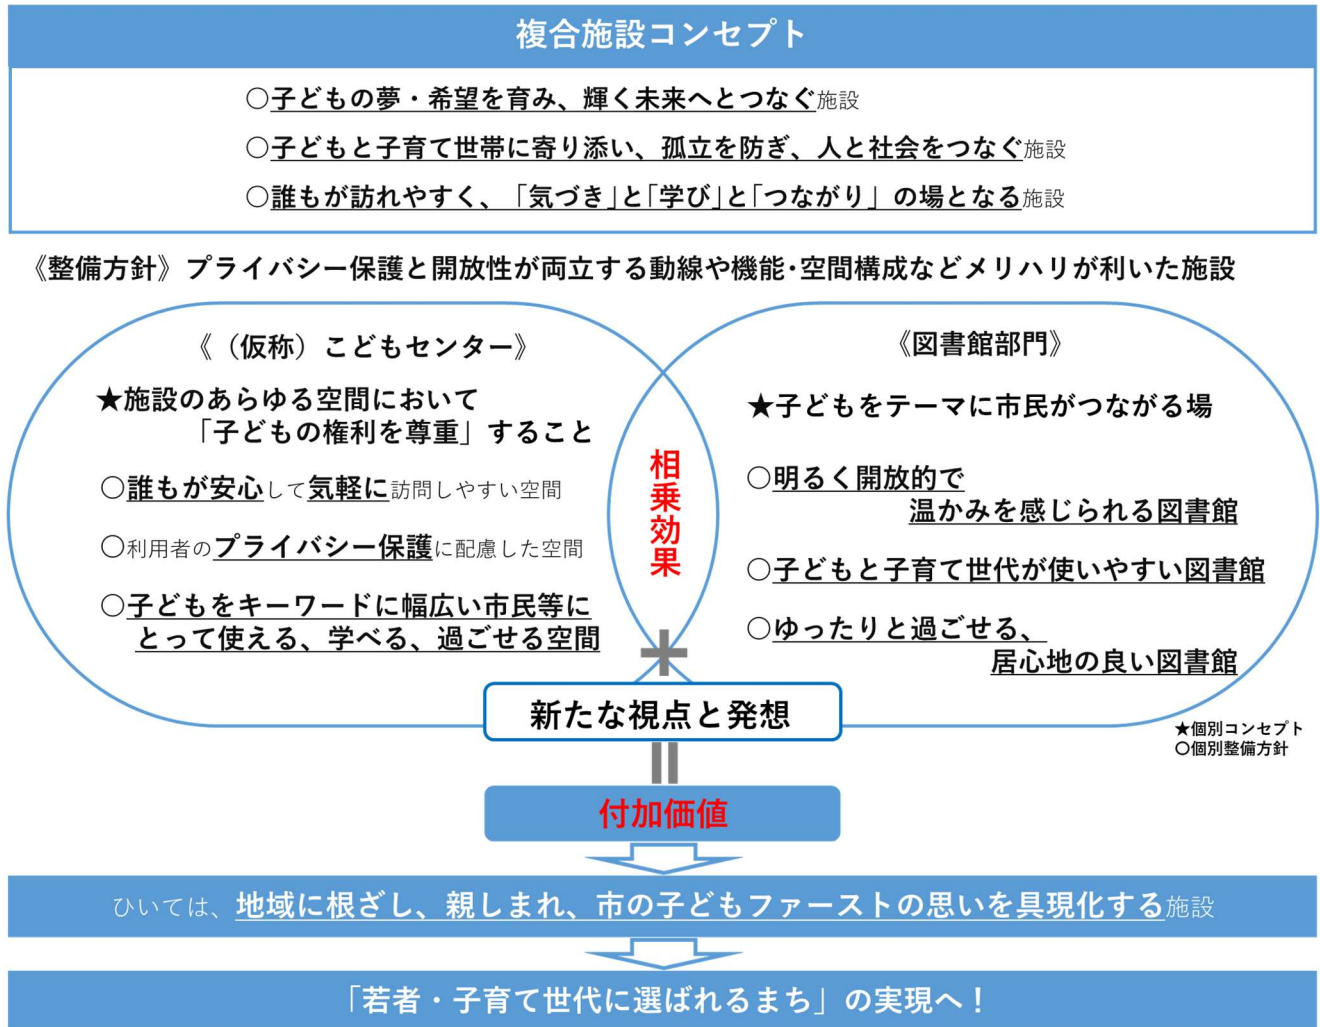 複合施設コンセプト
○子どもの夢・希望を育み、輝く未来へとつなぐ施設
○子どもと子育て世帯に寄り添い、孤立を防ぎ、人と社会をつなぐ施設
○誰もが訪れやすく、「気づき」と「学び」と「つながり」の場となる施設
《整備方針》プライバシー保護と開放性が両立する動線や機能・空間構成などメリハリが利いた施設
《（仮称）こどもセンター》
★施設のあらゆる空間において
「子どもの権利を尊重」すること
○誰もが安心して気軽に訪問しやすい空間
○利用者のプライバシー保護に配慮した空間
○子どもをキーワードに幅広い市民等に
とって使える、学べる、過ごせる空間
相乗効果
《図書館部門》
★子どもをテーマに市民がつながる場
○明るく開放的で
温かみを感じられる図書館
○子どもと子育て世代が使いやすい図書館
○ゆったりと過ごせる、
居心地の良い図書館
★個別コンセプト
○個別整備方針
＋
新たな視点と発想
付加価値
ひいては、地域に根ざし、親しまれ、市の子どもファーストの思いを具現化する施設
「若者・子育て世代に選ばれるまち」の実現へ！